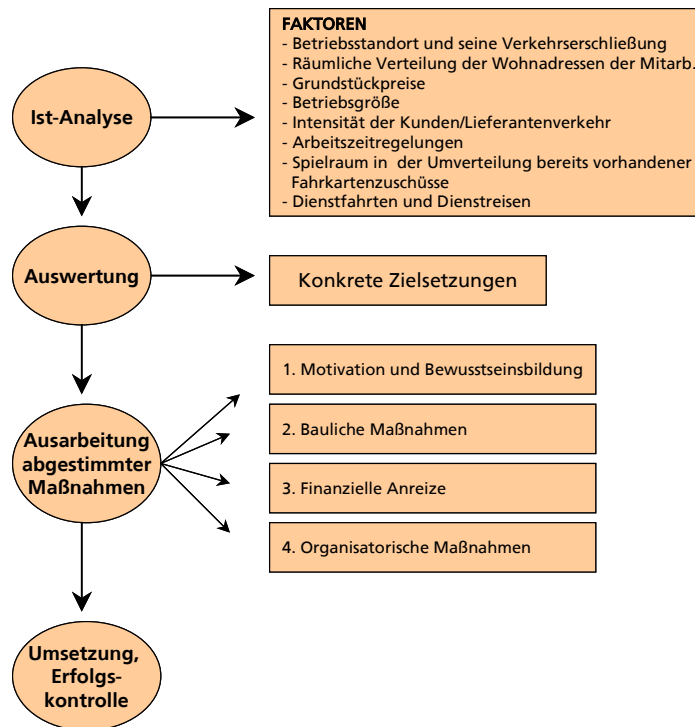 FAKTOREN
- Betriebsstandort und seine Verkehrserschließung
- Räumliche Verteilung der Wohnadressen der Mitarb.
- Grundstückpreise
- Betriebsgröße
- Intensität der Kunden/Lieferantenverkehr
- Arbeitszeitregelungen
- Spielraum in der Umverteilung bereits vorhandener
Fahrkartenzuschüsse
- Dienstfahrten und Dienstreisen
Ist-Analyse
Auswertung
Konkrete Zielsetzungen
Ausarbeitung
abgestimmter
Maßnahmen
1. Motivation und Bewusstseinsbildung
2. Bauliche Maßnahmen
3. Finanzielle Anreize
4. Organisatorische Maßnahmen
Umsetzung,
Erfolgs-
kontrolle